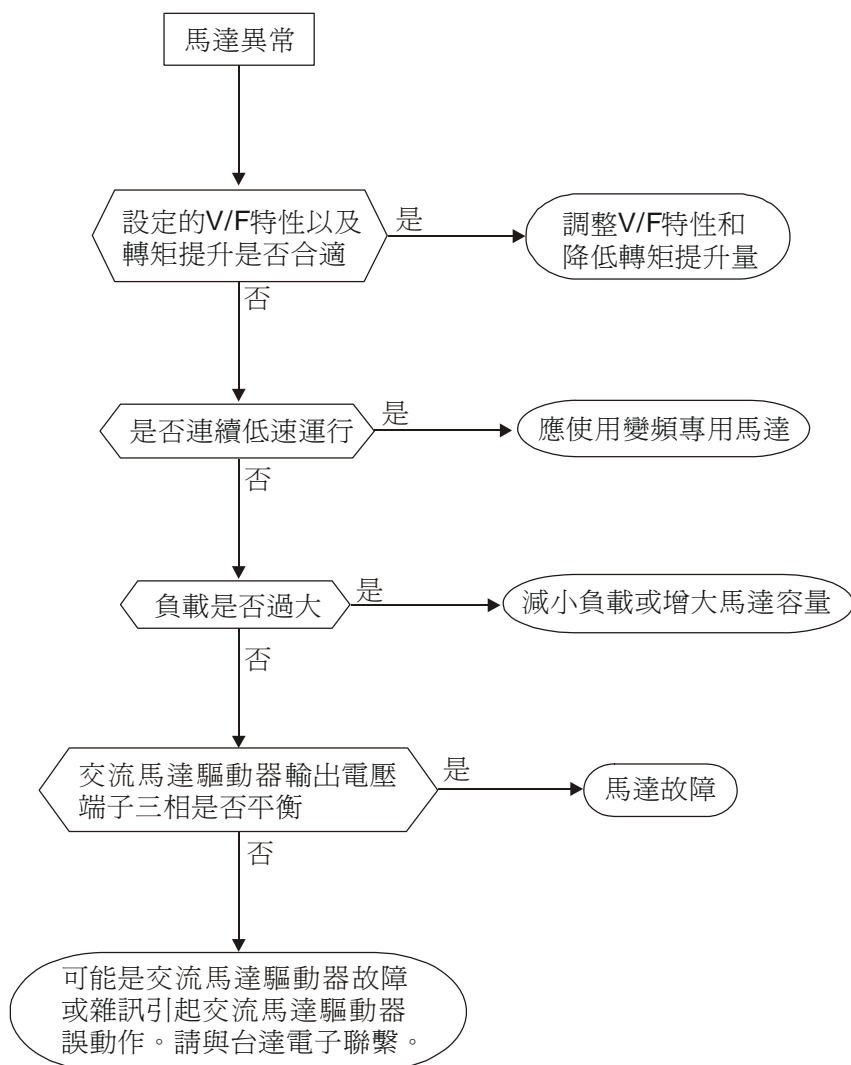 馬達異常
設定的V/F特性以及
轉矩提升是否合適
是
調整V/F特性和
降低轉矩提升量
否
是否連續低速運行
是
應使用變頻專用馬達
否
負載是否過大
是
減小負載或增大馬達容量
否
交流馬達驅動器輸出電壓
端子三相是否平衡
是
馬達故障
否
可能是交流馬達驅動器故障
或雜訊引起交流馬達驅動器
誤動作。請與台達電子聯繫。